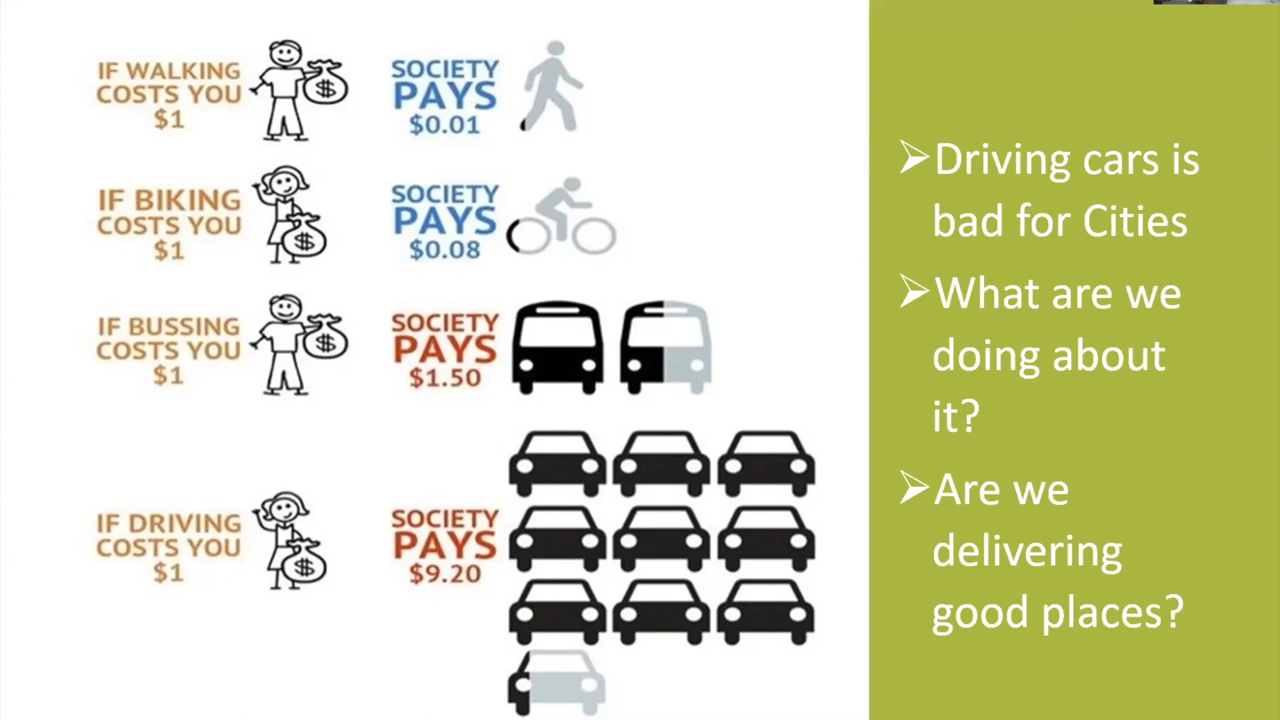 IF WALKING
COSTS YOU
$1
$
SOCIETY
PAYS
$0.01
IF BIKING
COSTS YOU
$1
$
SOCIETY
PAYS
$0.08
IF BUSSING
COSTS YOU
$1
$
SOCIETY
PAYS
$1.50
IF DRIVING
COSTS YOU
$1
$
SOCIETY
PAYS
$9.20
Driving cars is
bad for Cities
What are we
doing about
it?
Are we
delivering
good places?